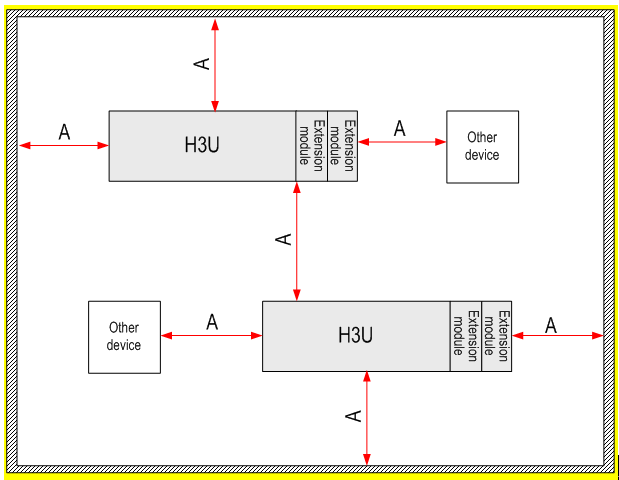 A
A
H3U
Extension
module
Extension
module
A
Other
device
A
Other
device
A
H3U
Extension
module
Extension
module
A
A